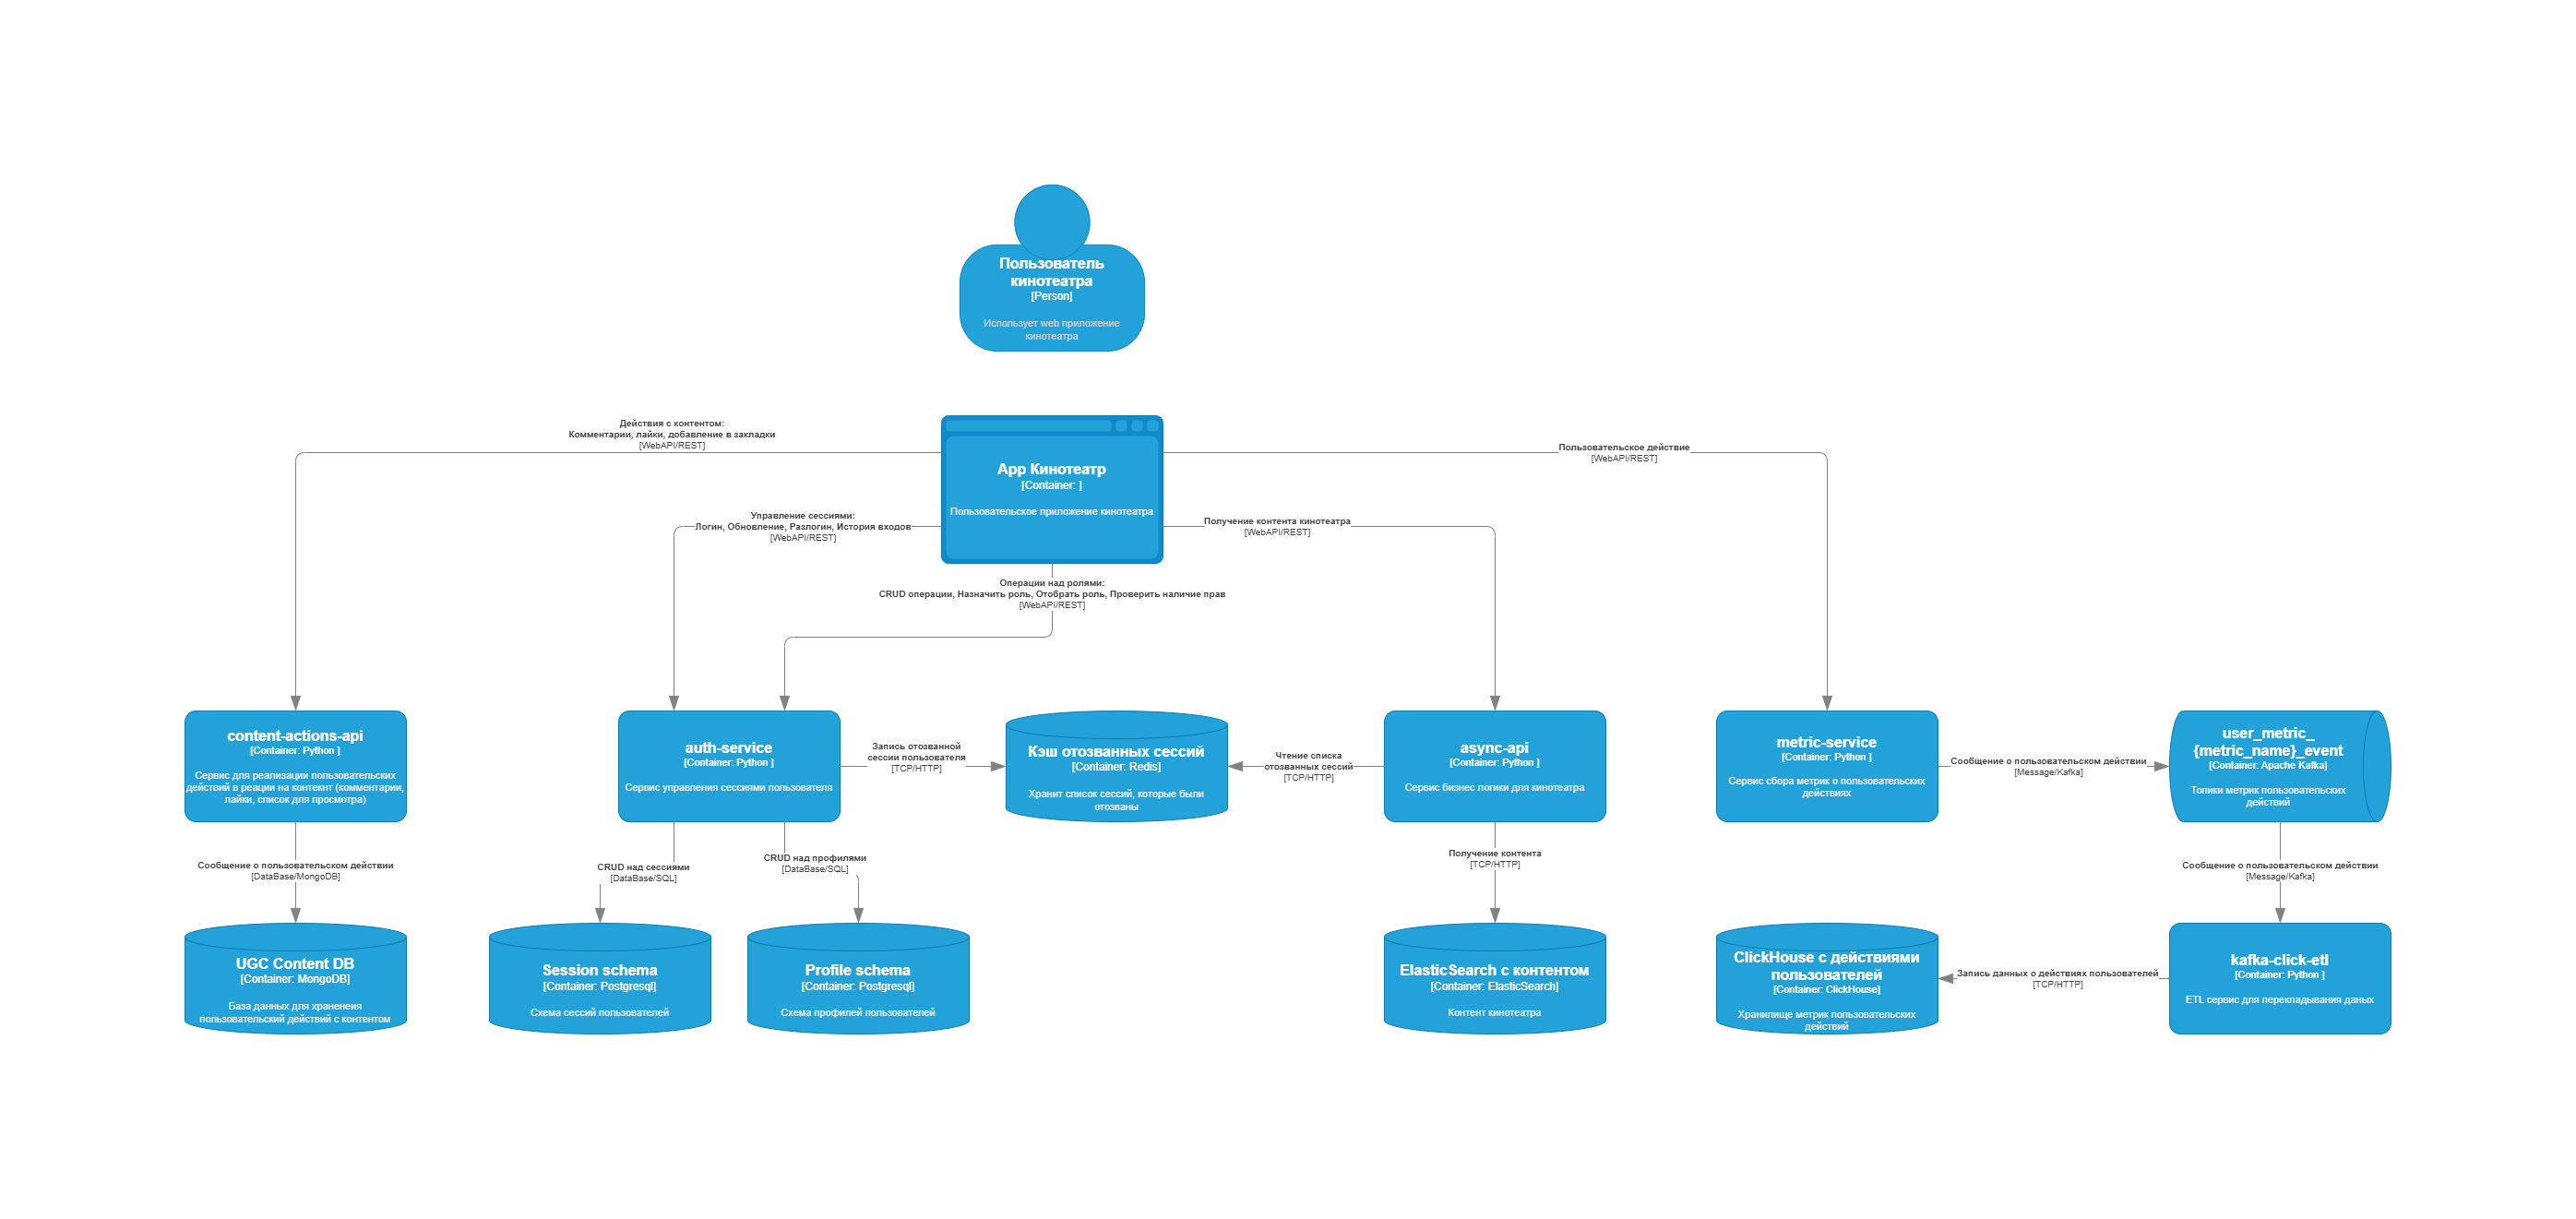 Пользователь
кинотеатра
[Person]
Использует web приложение
кинотеатра
Действия с контентом:
Комментарии, лайки, добавление в закладки
[WebAPI/REST]
Пользовательское действие
[WebAPI/REST]
App Кинотеатр
[Container: ]
Пользовательское приложение кинотеатра
Управление сессиями:
Логин, Обновление, Разлогин, История входов
[WebAPI/REST]
Получение контента кинотеатра
[WebAPI/REST]
Операции над ролями:
CRUD операции, Назначить роль, Отобрать роль, Проверить наличие прав
[WebAPI/REST]
content-actions-api
[Container: Python ]
Сервис для реализации пользовательских
действий в реации на контекнт (комментарии,
лайки, список для просмотра)
auth-service
[Container: Python ]
Сервис управления сессиями пользователя
Запись отозванной
сессии пользователя
[TCP/HTTP]
Кэш отозванных сессий
[Container: Redis]
Хранит список сессий, которые были
отозваны
Чтение списка
отозванных сессий
[TCP/HTTP]
async-api
[Container: Python ]
Сервис бизнес логики для кинотеатра
metric-service
[Container: Python ]
Сервис сбора метрик о пользовательских
действиях
Сообщение о пользовательском действии
[Message/Kafka]
user_metric_
{metric_name}_event
[Container: Apache Kafka]
Топики метрик пользовательских
действий
Сообщение о пользовательском действии
[DataBase/MongoDB]
CRUD над сессиями
[DataBase/SQL]
CRUD над профилями
[DataBase/SQL]
Получение контента
[TCP/HTTP]
Сообщение о пользовательском действии
[Message/Kafka]
UGC Content DB
[Container: MongoDB]
База данных для храненеия
пользовательский действий с контентом
Session schema
[Container: Postgresql]
Схема сессий пользователей
Profile schema
[Container: Postgresql]
Схема профилей пользователей
ElasticSearch с контентом
[Container: ElasticSearch]
Контент кинотеатра
ClickHouse с действиями
пользователей
[Container: ClickHouse]
Хранилище метрик пользовательских
действий
Запись данных о действиях пользователей
[TCP/HTTP]
kafka-click-etl
[Container: Python ]
ETL сервис для перекладывания даных